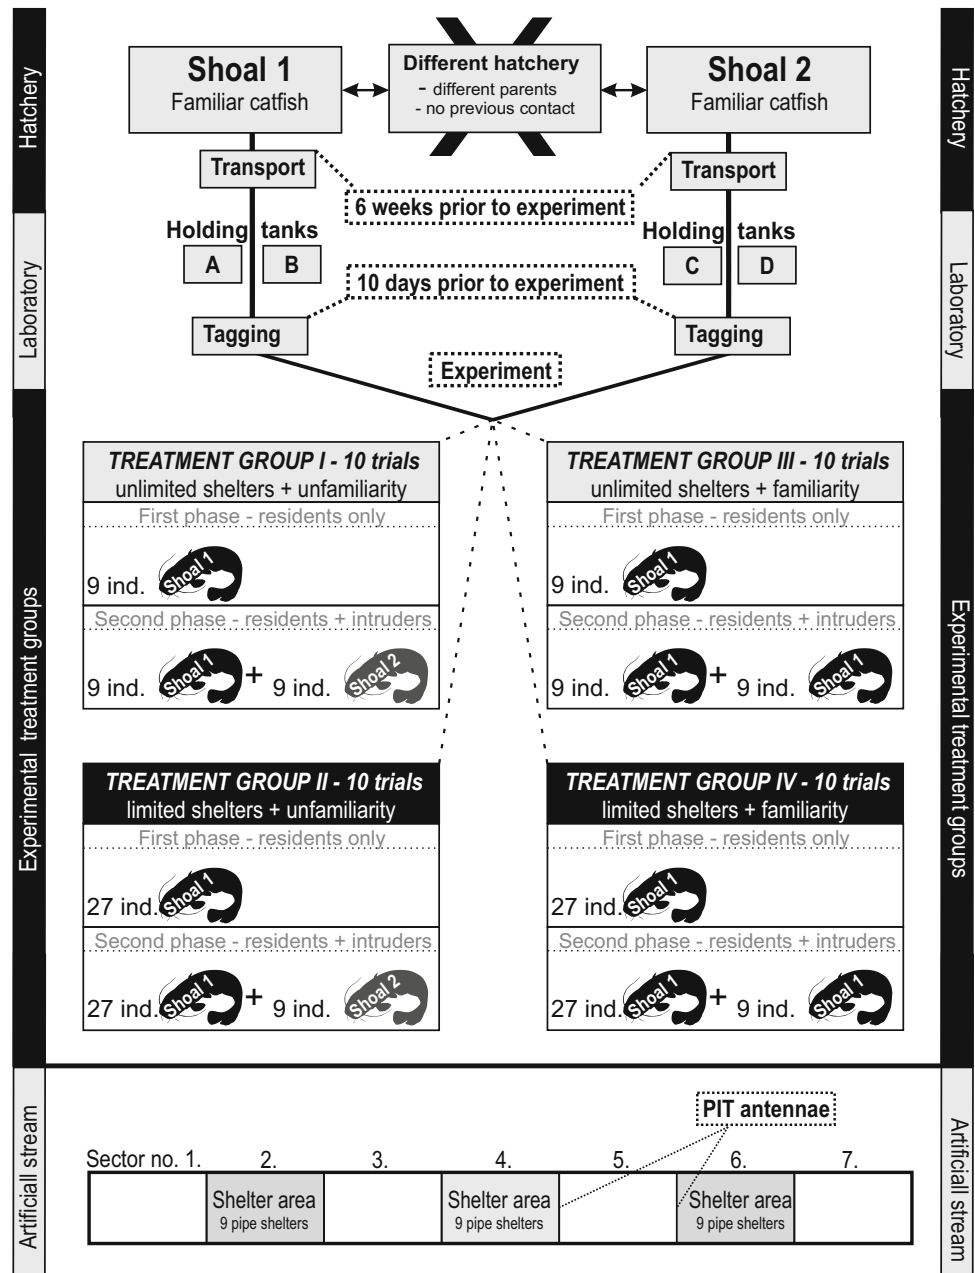 Hatchery
Laboratory
Experimental treatment groups
Artificiall stream
Shoal 1
Familiar catfish
Different hatchery
- different parents
- no previous contact
Shoal 2
Familiar catfish
Transport
Transport
6 weeks prior to experiment
Holding tanks
A B
Holding tanks
C D
10 days prior to experiment
Tagging
Tagging
Experiment
TREATMENT GROUP I - 10 trials
unlimited shelters + unfamiliarity
First phase - residents only
9 ind. Shoal 1
Second phase - residents + intruders
9 ind. Shoal 1 + 9 ind. Shoal 2
TREATMENT GROUP III - 10 trials
unlimited shelters + familiarity
First phase - residents only
9 ind. Shoal 1
Second phase - residents + intruders
9 ind. Shoal 1 + 9 ind. Shoal 1
TREATMENT GROUP II - 10 trials
limited shelters + unfamiliarity
First phase - residents only
27 ind. Shoal 1
Second phase - residents + intruders
27 ind. Shoal 1 + 9 ind. Shoal 2
TREATMENT GROUP IV - 10 trials
limited shelters + familiarity
First phase - residents only
27 ind. Shoal 1
Second phase - residents + intruders
27 ind. Shoal 1 + 9 ind. Shoal 1
PIT antennae
Sector no. 1. 2. 3. 4. 5. 6. 7.
Shelter area
9 pipe shelters
Shelter area
9 pipe shelters
Shelter area
9 pipe shelters
Hatchery
Laboratory
Experimental treatment groups
Artificiall stream